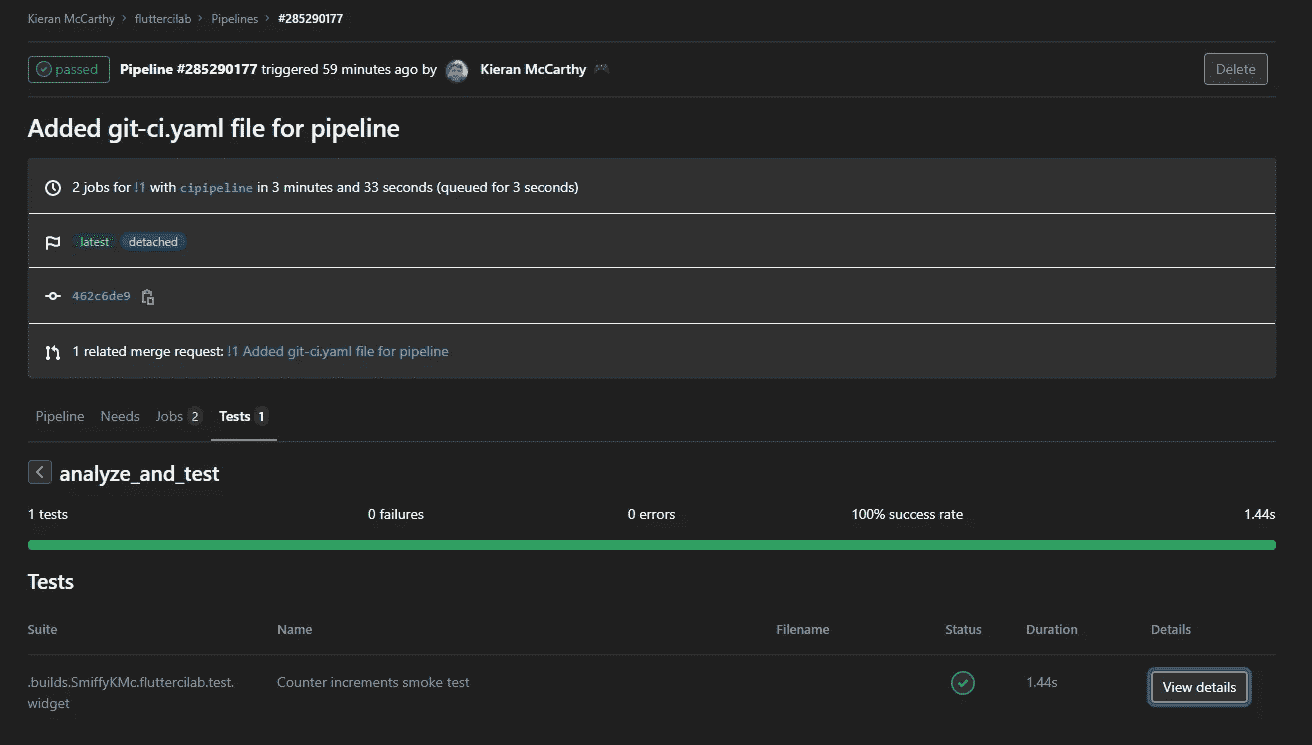 Kieran McCarthy > fluttercilab > Pipelines > #285290177
passed Pipeline #285290177 triggered 59 minutes ago by Kieran McCarthy Delete
Added git-ci.yaml file for pipeline
2 jobs for !1 with cipipeline in 3 minutes and 33 seconds (queued for 3 seconds)
latest detached
462c6de9
1 related merge request: !1 Added git-ci.yaml file for pipeline
Pipeline Needs Jobs 2 Tests 1
analyze_and_test
1 tests 0 failures 0 errors 100% success rate 1.44s
Tests
Suite Name Filename Status Duration Details
.builds.SmiffyKMc.fluttercilab.test. Counter increments smoke test 1.44s View details
widget